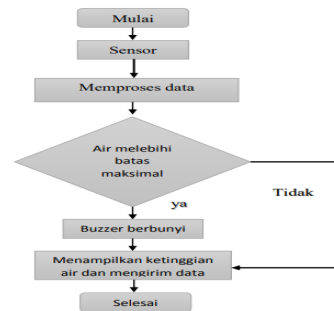 Mulai
Sensor
Memproses data
Air melebihi
batas
maksimal
Tidak
ya
Buzzer berbunyi
Menampilkan ketinggian
air dan mengirim data
Selesai